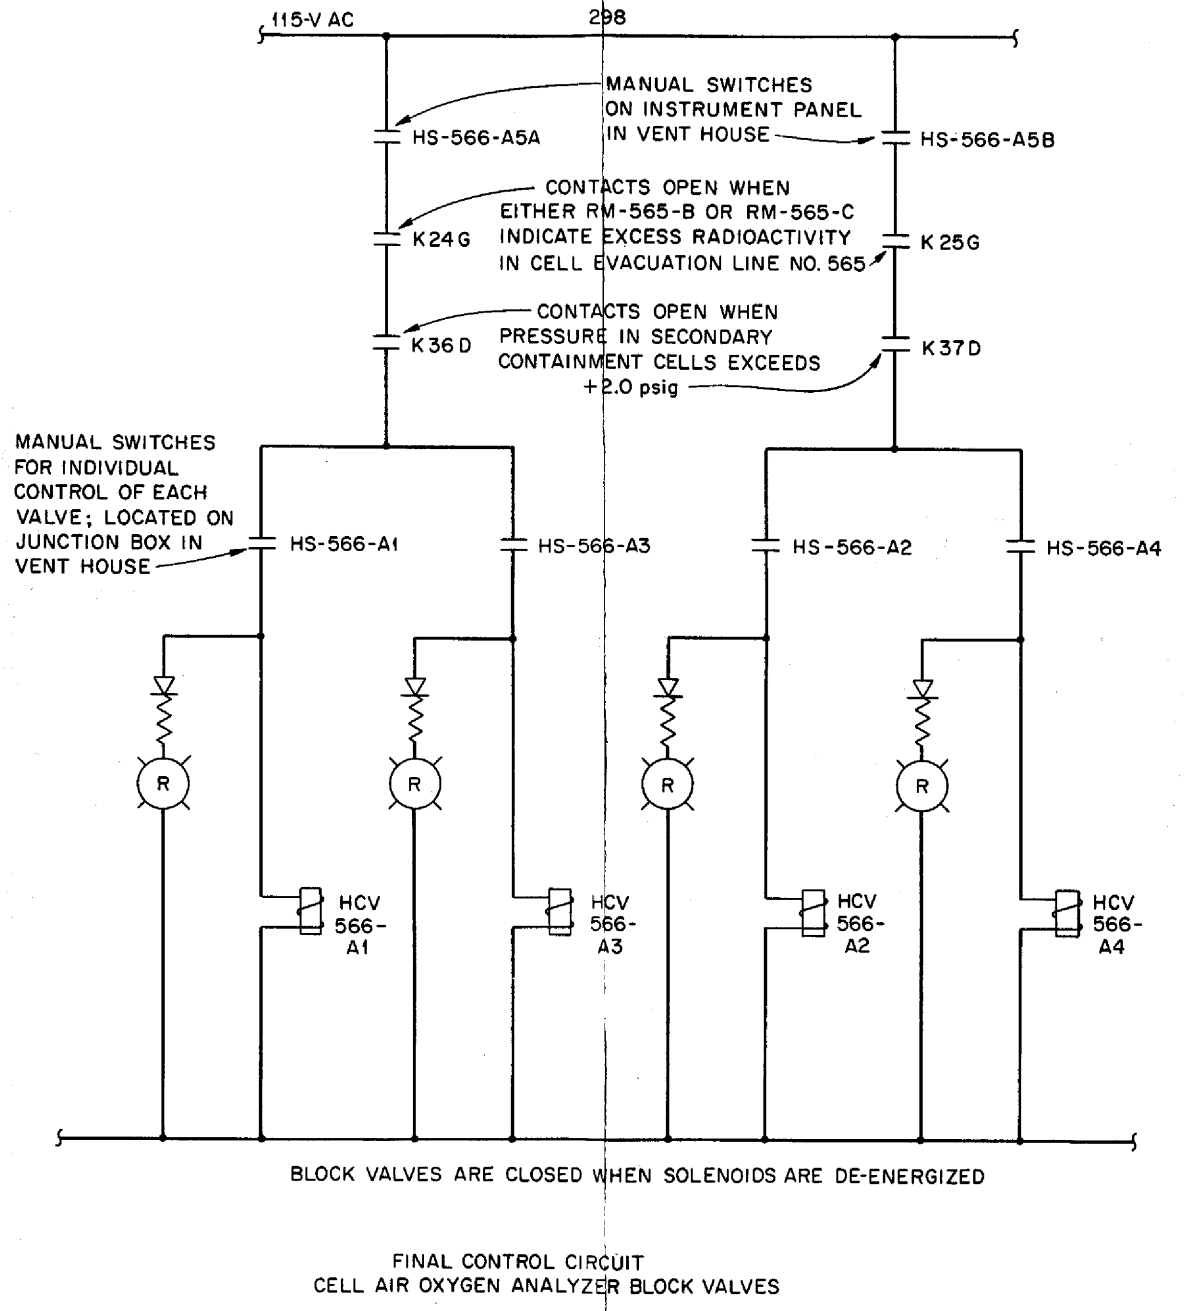 298
115-V AC
MANUAL SWITCHES
ON INSTRUMENT PANEL
IN VENT HOUSE
HS-566-A5A
HS-566-A5B
CONTACTS OPEN WHEN
EITHER RM-565-B OR RM-565-C
INDICATE EXCESS RADIOACTIVITY
IN CELL EVACUATION LINE NO. 565
K24G
K25G
CONTACTS OPEN WHEN
PRESSURE IN SECONDARY
CONTAINMENT CELLS EXCEEDS
+2.0 psig
K36D
K37D
MANUAL SWITCHES
FOR INDIVIDUAL
CONTROL OF EACH
VALVE; LOCATED ON
JUNCTION BOX IN
VENT HOUSE
HS-566-A1
HS-566-A3
HS-566-A2
HS-566-A4
R
R
R
R
HCV
566-
A1
HCV
566-
A3
HCV
566-
A2
HCV
566-
A4
BLOCK VALVES ARE CLOSED WHEN SOLENOIDS ARE DE-ENERGIZED
FINAL CONTROL CIRCUIT
CELL AIR OXYGEN ANALYZER BLOCK VALVES